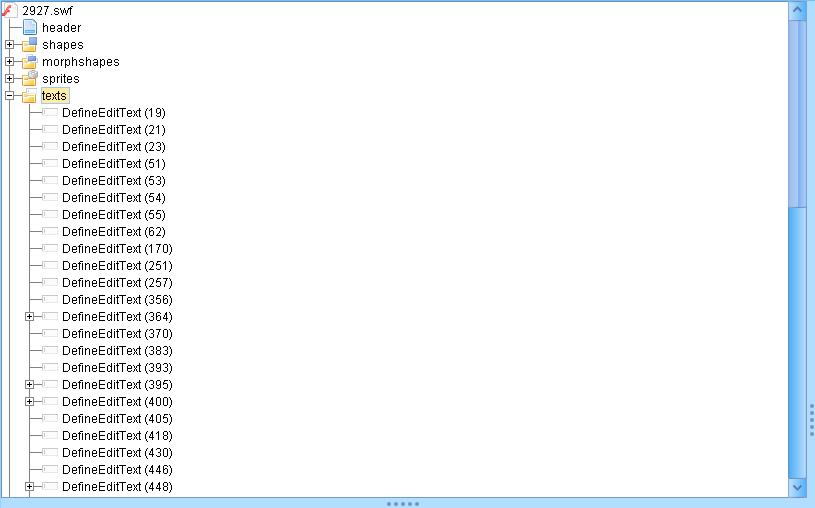 2927.swf
header
shapes
morphshapes
sprites
texts
DefineEditText (19)
DefineEditText (21)
DefineEditText (23)
DefineEditText (51)
DefineEditText (53)
DefineEditText (54)
DefineEditText (55)
DefineEditText (62)
DefineEditText (170)
DefineEditText (251)
DefineEditText (257)
DefineEditText (356)
DefineEditText (364)
DefineEditText (370)
DefineEditText (383)
DefineEditText (393)
DefineEditText (395)
DefineEditText (400)
DefineEditText (405)
DefineEditText (418)
DefineEditText (430)
DefineEditText (446)
DefineEditText (448)